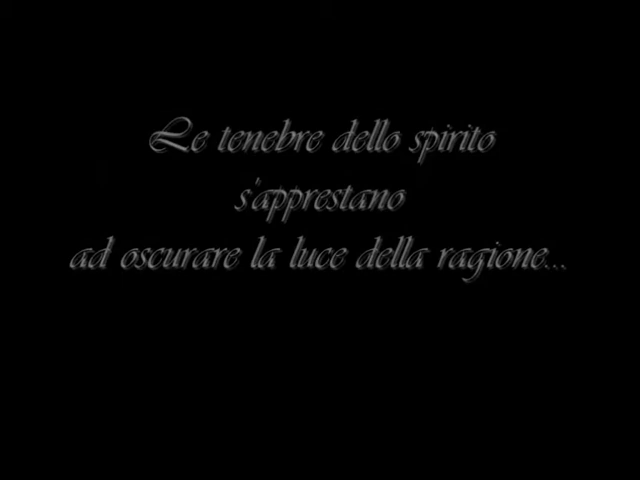 Le tenebre dello spirito
s'apprestano
ad oscurare la luce della ragione...